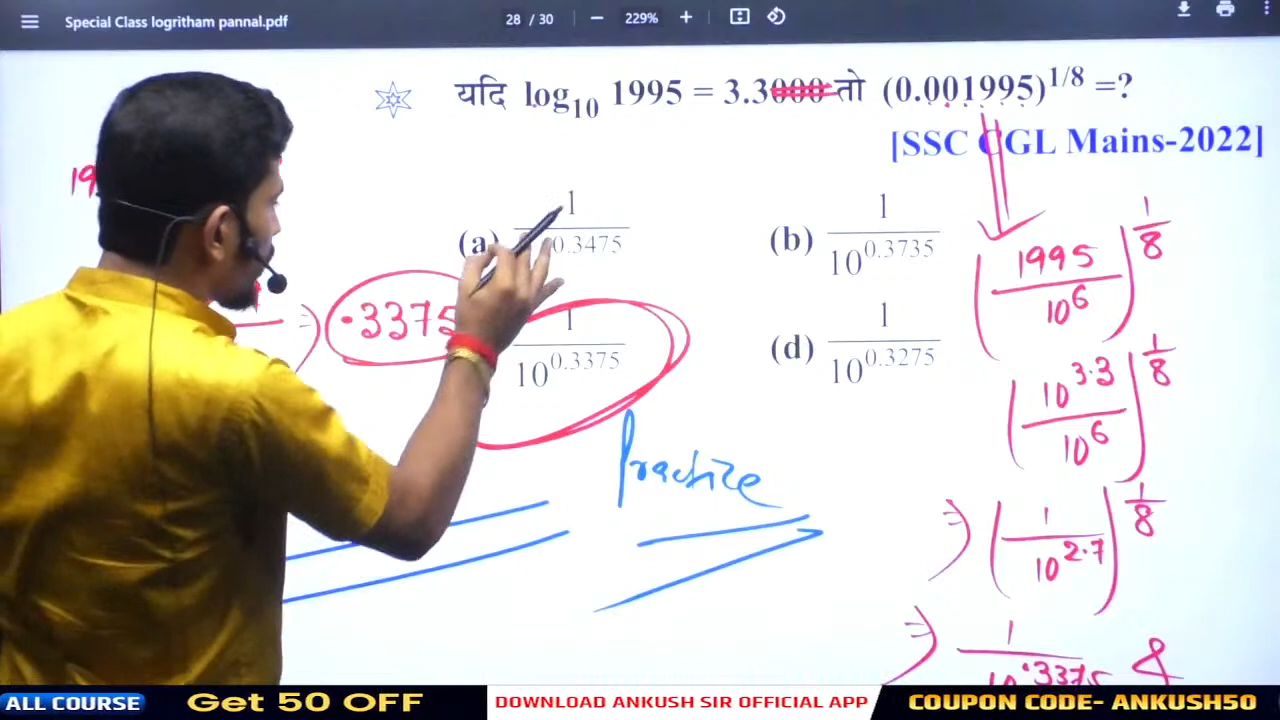 Special Class logritham pannal.pdf
28 / 30
229%
यदि log₁₀ 1995 = 3.3000 तो (0.001995)^1/8 =?
[SSC CGL Mains-2022]
19
(a) 1 / 0.3475
(b) 1 / 10^0.3735
1 / 10^0.3375
(d) 1 / 10^0.3275
⇒ .3375
(1995 / 10^6)^1/8
(10^3.3 / 10^6)^1/8
⇒ (1 / 10^2.7)^1/8
⇒ 1 / 10^.3375
Practice
ALL COURSE
Get 50 OFF
DOWNLOAD ANKUSH SIR OFFICIAL APP
COUPON CODE- ANKUSH50